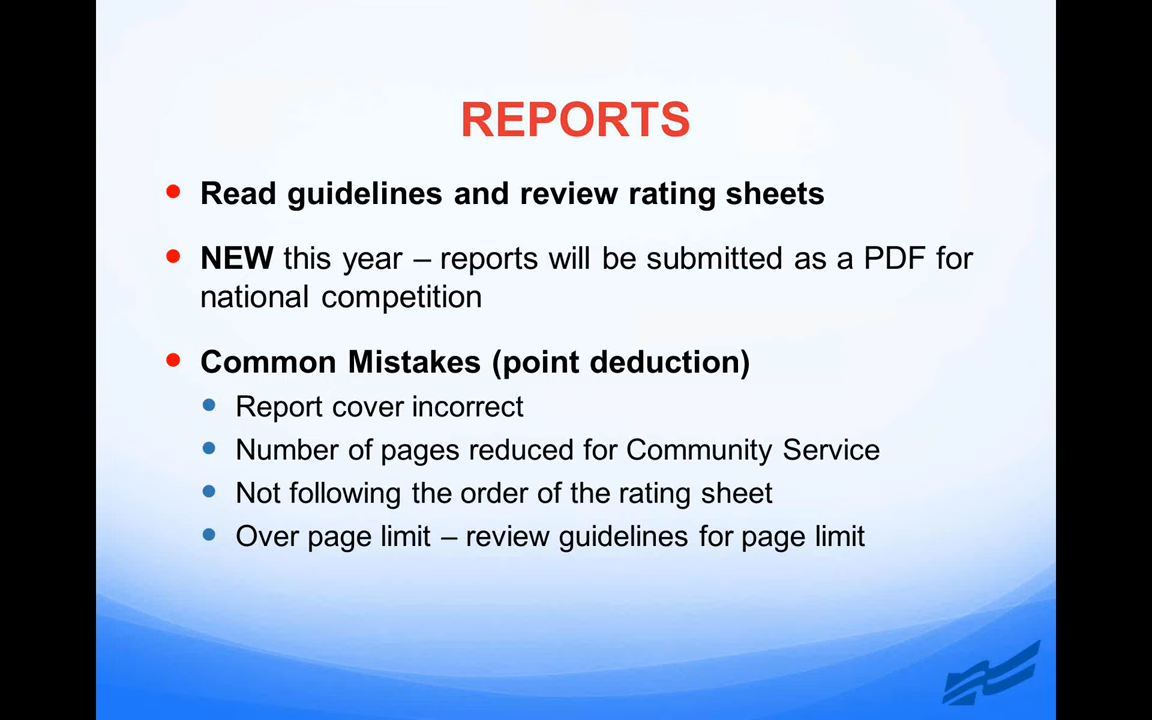 REPORTS
Read guidelines and review rating sheets
NEW this year – reports will be submitted as a PDF for
national competition
Common Mistakes (point deduction)
Report cover incorrect
Number of pages reduced for Community Service
Not following the order of the rating sheet
Over page limit – review guidelines for page limit